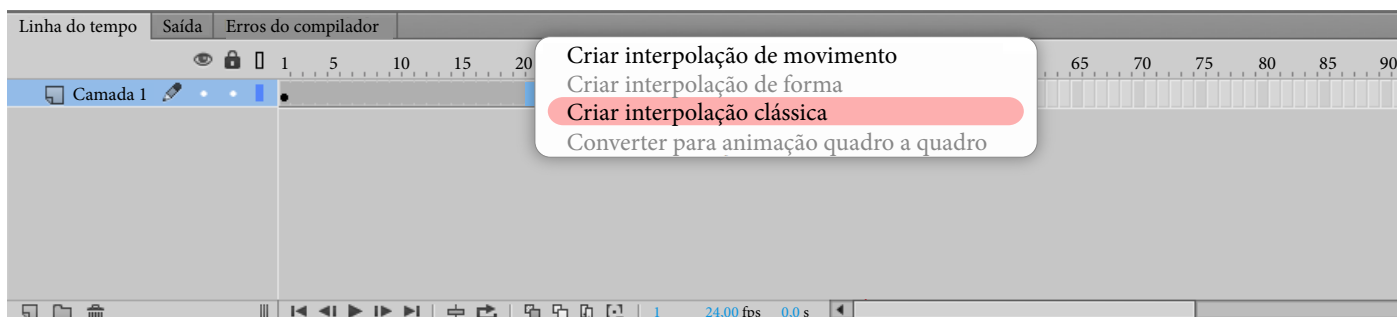 Linha do tempo Saída Erros do compilador
1 5 10 15 20 65 70 75 80 85 90
Camada 1
Criar interpolação de movimento
Criar interpolação de forma
Criar interpolação clássica
Converter para animação quadro a quadro
1 24.00 fps 0.0 s